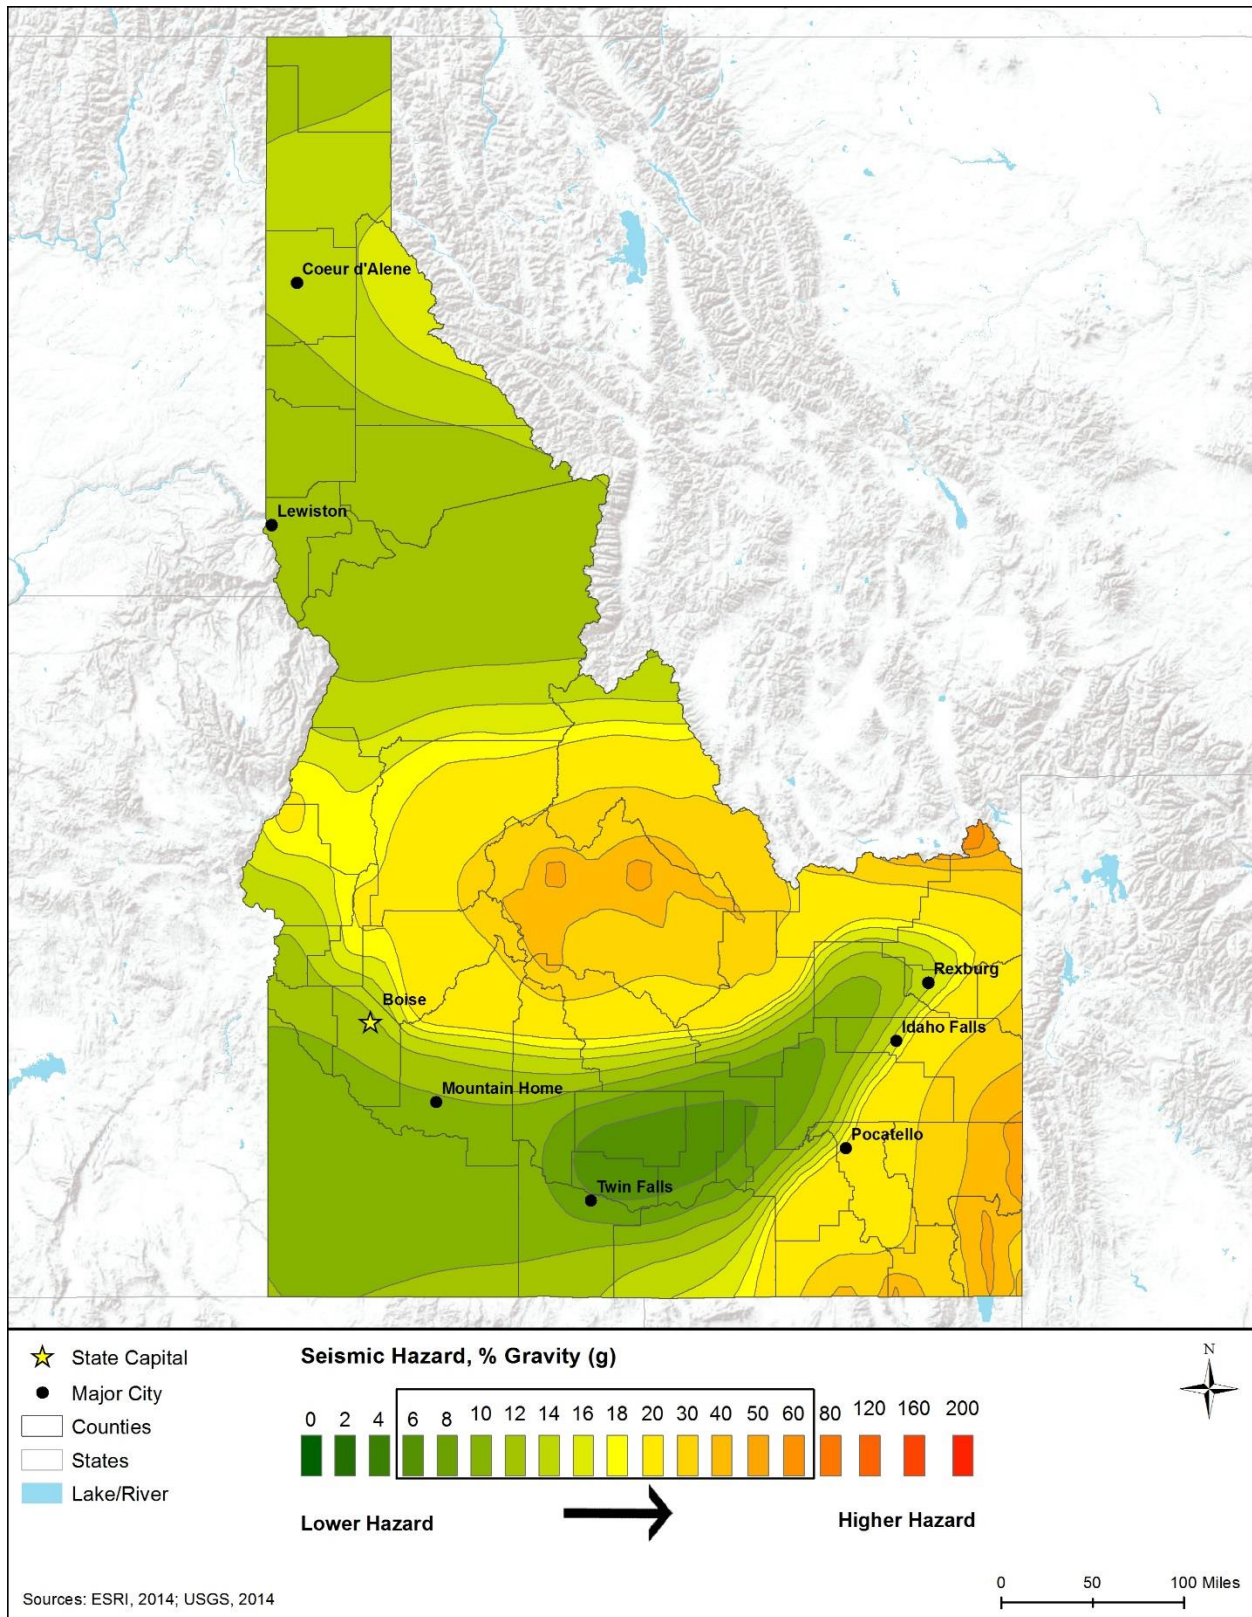 Coeur d'Alene
Lewiston
Rexburg
Boise
Idaho Falls
Mountain Home
Pocatello
Twin Falls
State Capital
Major City
Counties
States
Lake/River
Seismic Hazard, % Gravity (g)
0 2 4 6 8 10 12 14 16 18 20 30 40 50 60 80 120 160 200
Lower Hazard
Higher Hazard
N
Sources: ESRI, 2014; USGS, 2014
0 50 100 Miles